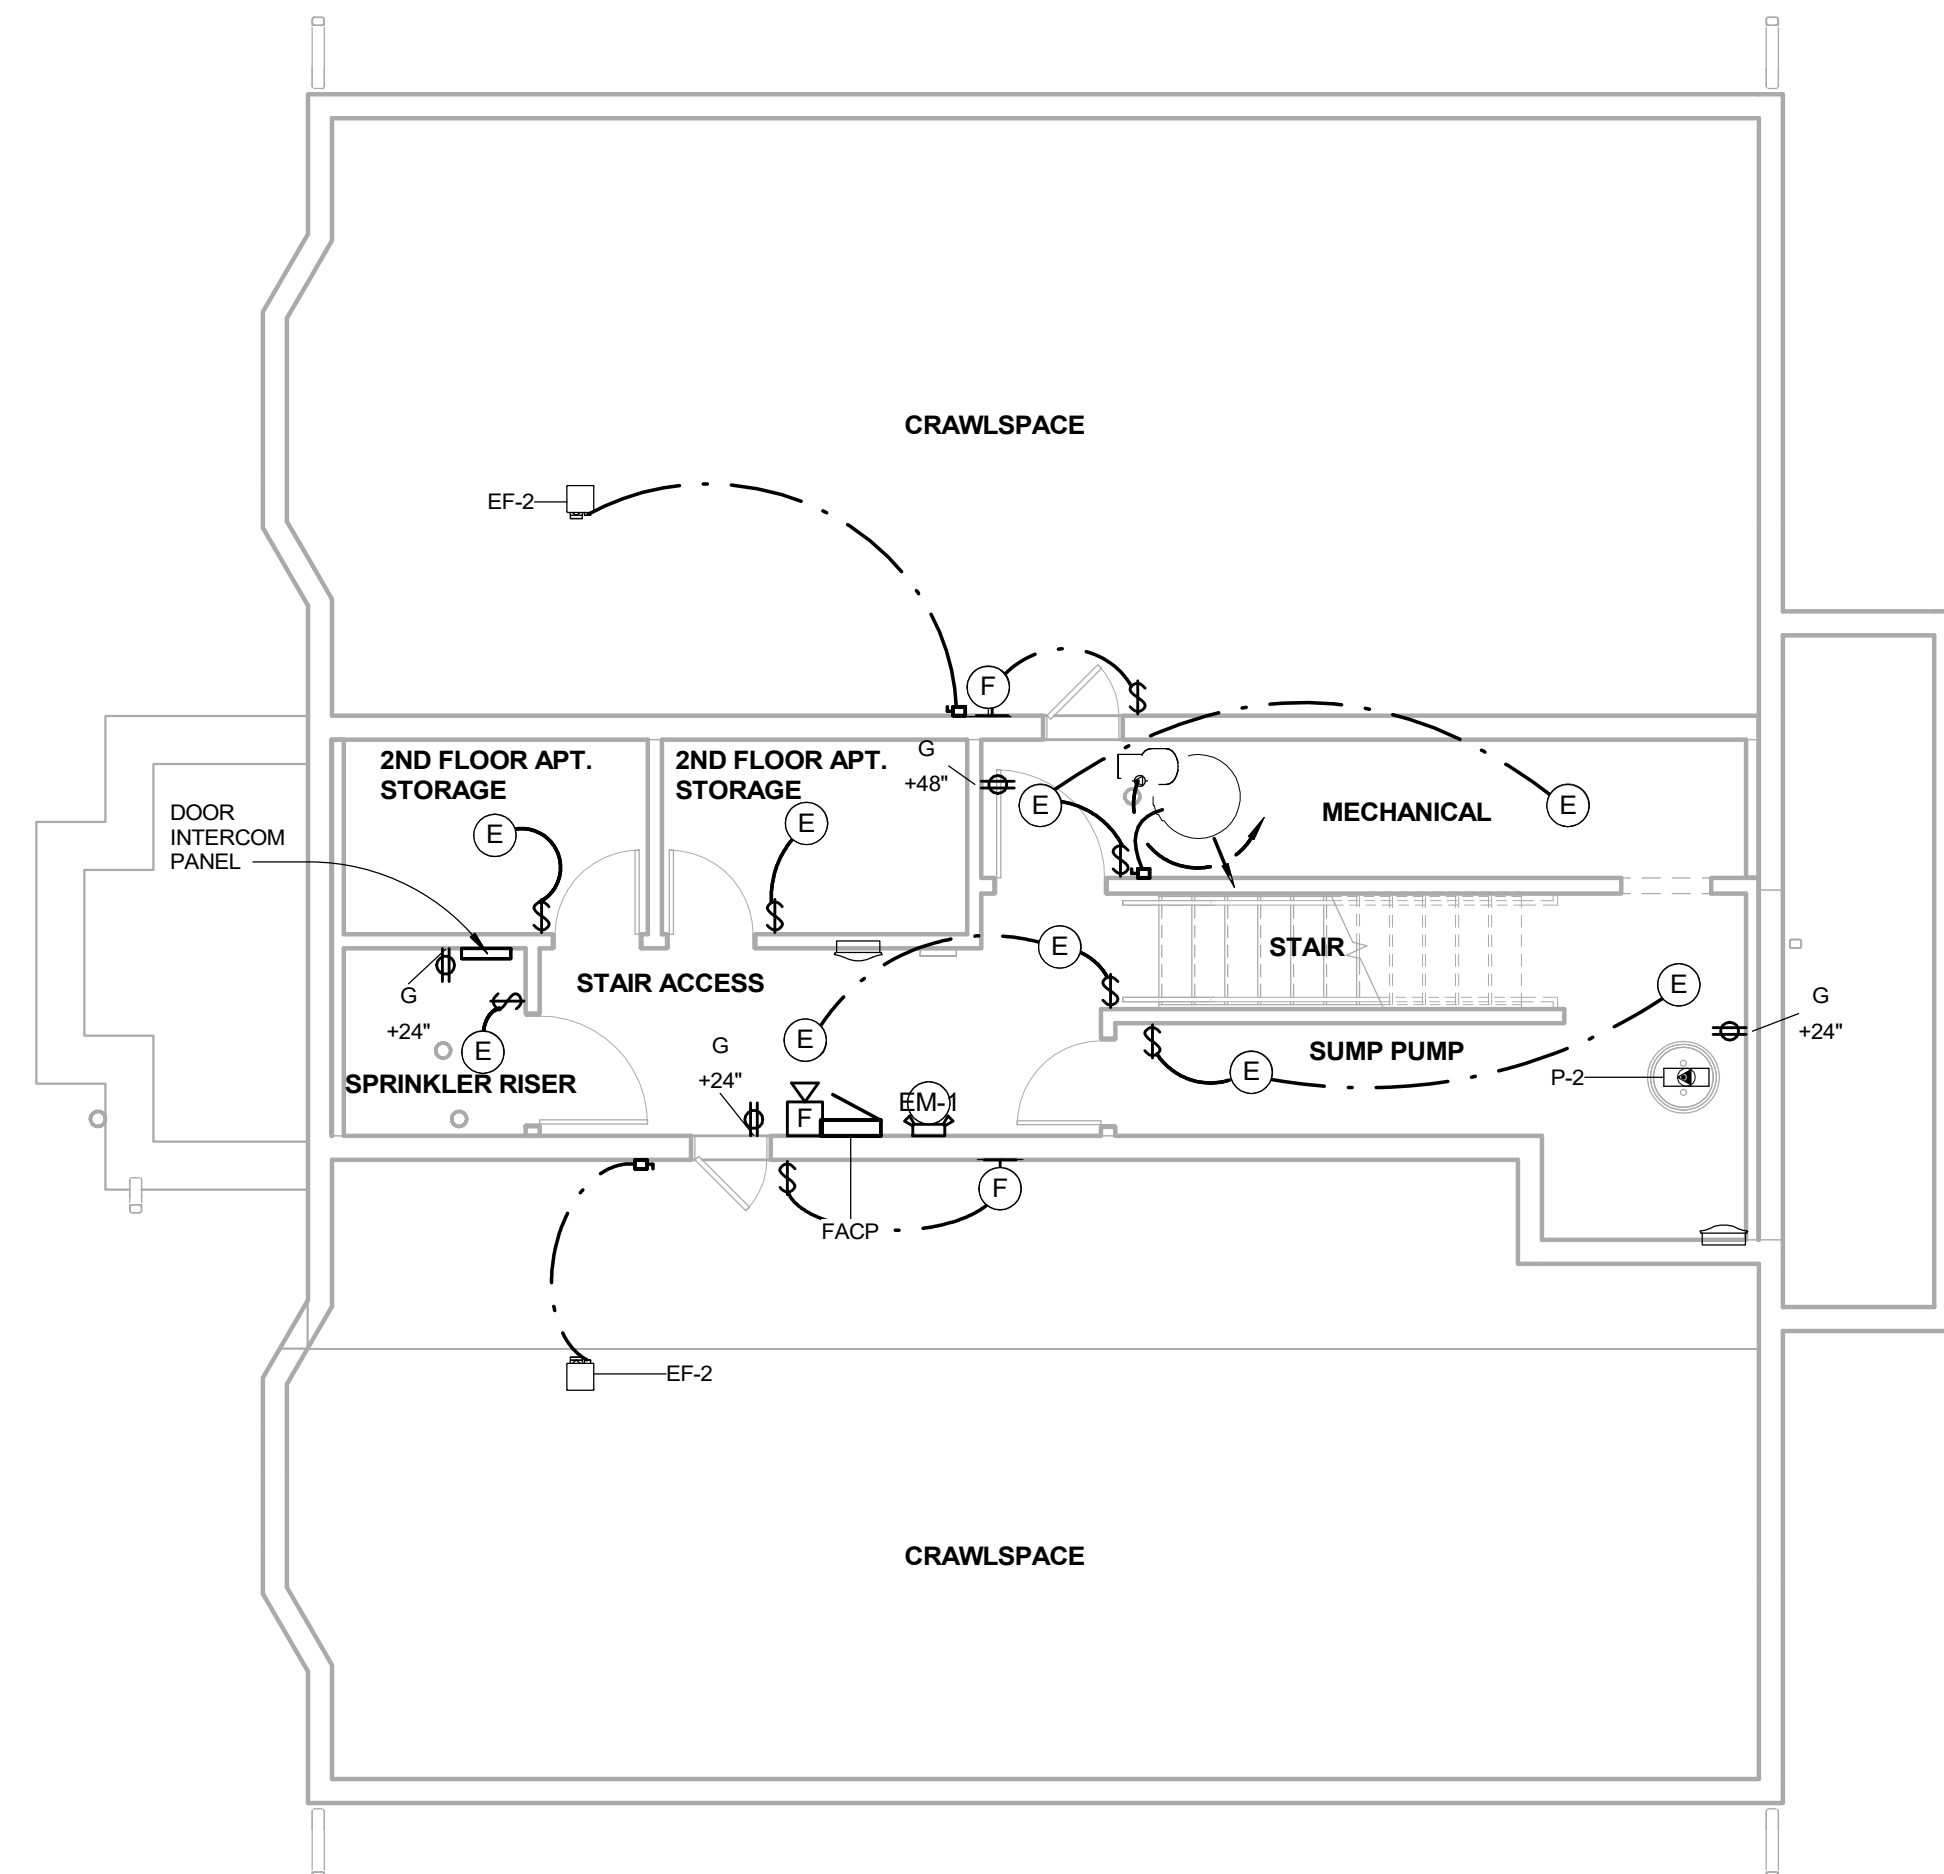 CRAWLSPACE
EF-2
F
2ND FLOOR APT.
STORAGE
2ND FLOOR APT.
STORAGE
G
+48"
E
E
MECHANICAL
DOOR
INTERCOM
PANEL
E
E
STAIR ACCESS
E
STAIR
E
G
+24"
G
+24"
E
SPRINKLER RISER
G
+24"
E
E
SUMP PUMP
P-2
F
EM-1
F
FACP
EF-2
CRAWLSPACE